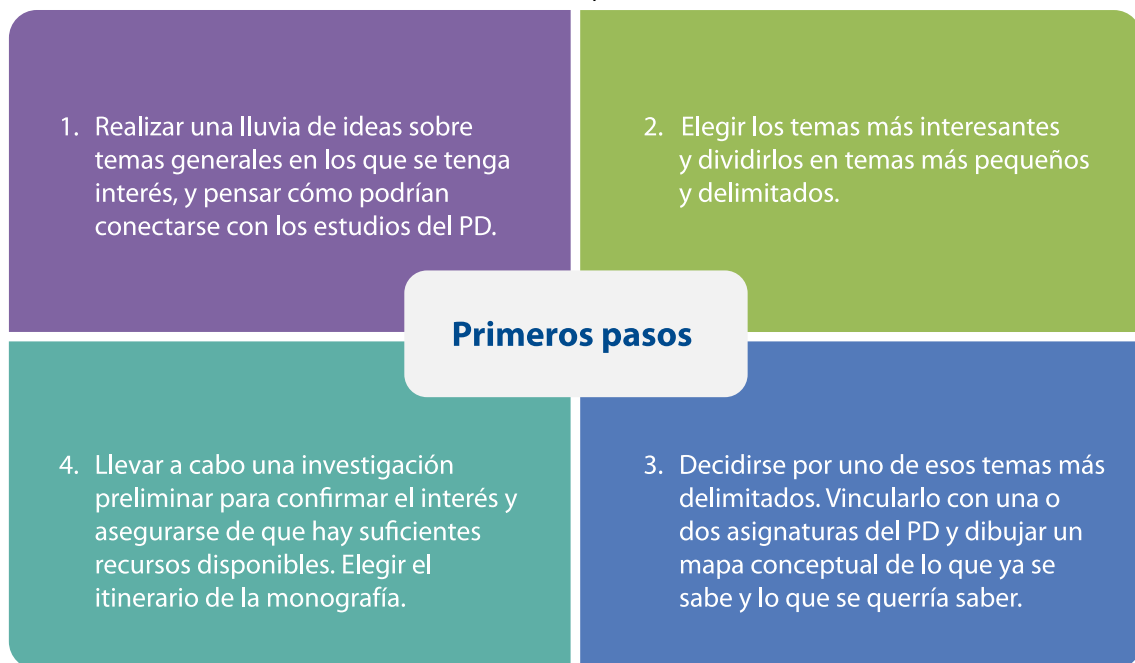 1. Realizar una lluvia de ideas sobre
temas generales en los que se tenga
interés, y pensar cómo podrían
conectarse con los estudios del PD.
2. Elegir los temas más interesantes
y dividirlos en temas más pequeños
y delimitados.
Primeros pasos
4. Llevar a cabo una investigación
preliminar para confirmar el interés y
asegurarse de que hay suficientes
recursos disponibles. Elegir el
itinerario de la monografía.
3. Decidirse por uno de esos temas más
delimitados. Vincularlo con una o
dos asignaturas del PD y dibujar un
mapa conceptual de lo que ya se
sabe y lo que se querría saber.